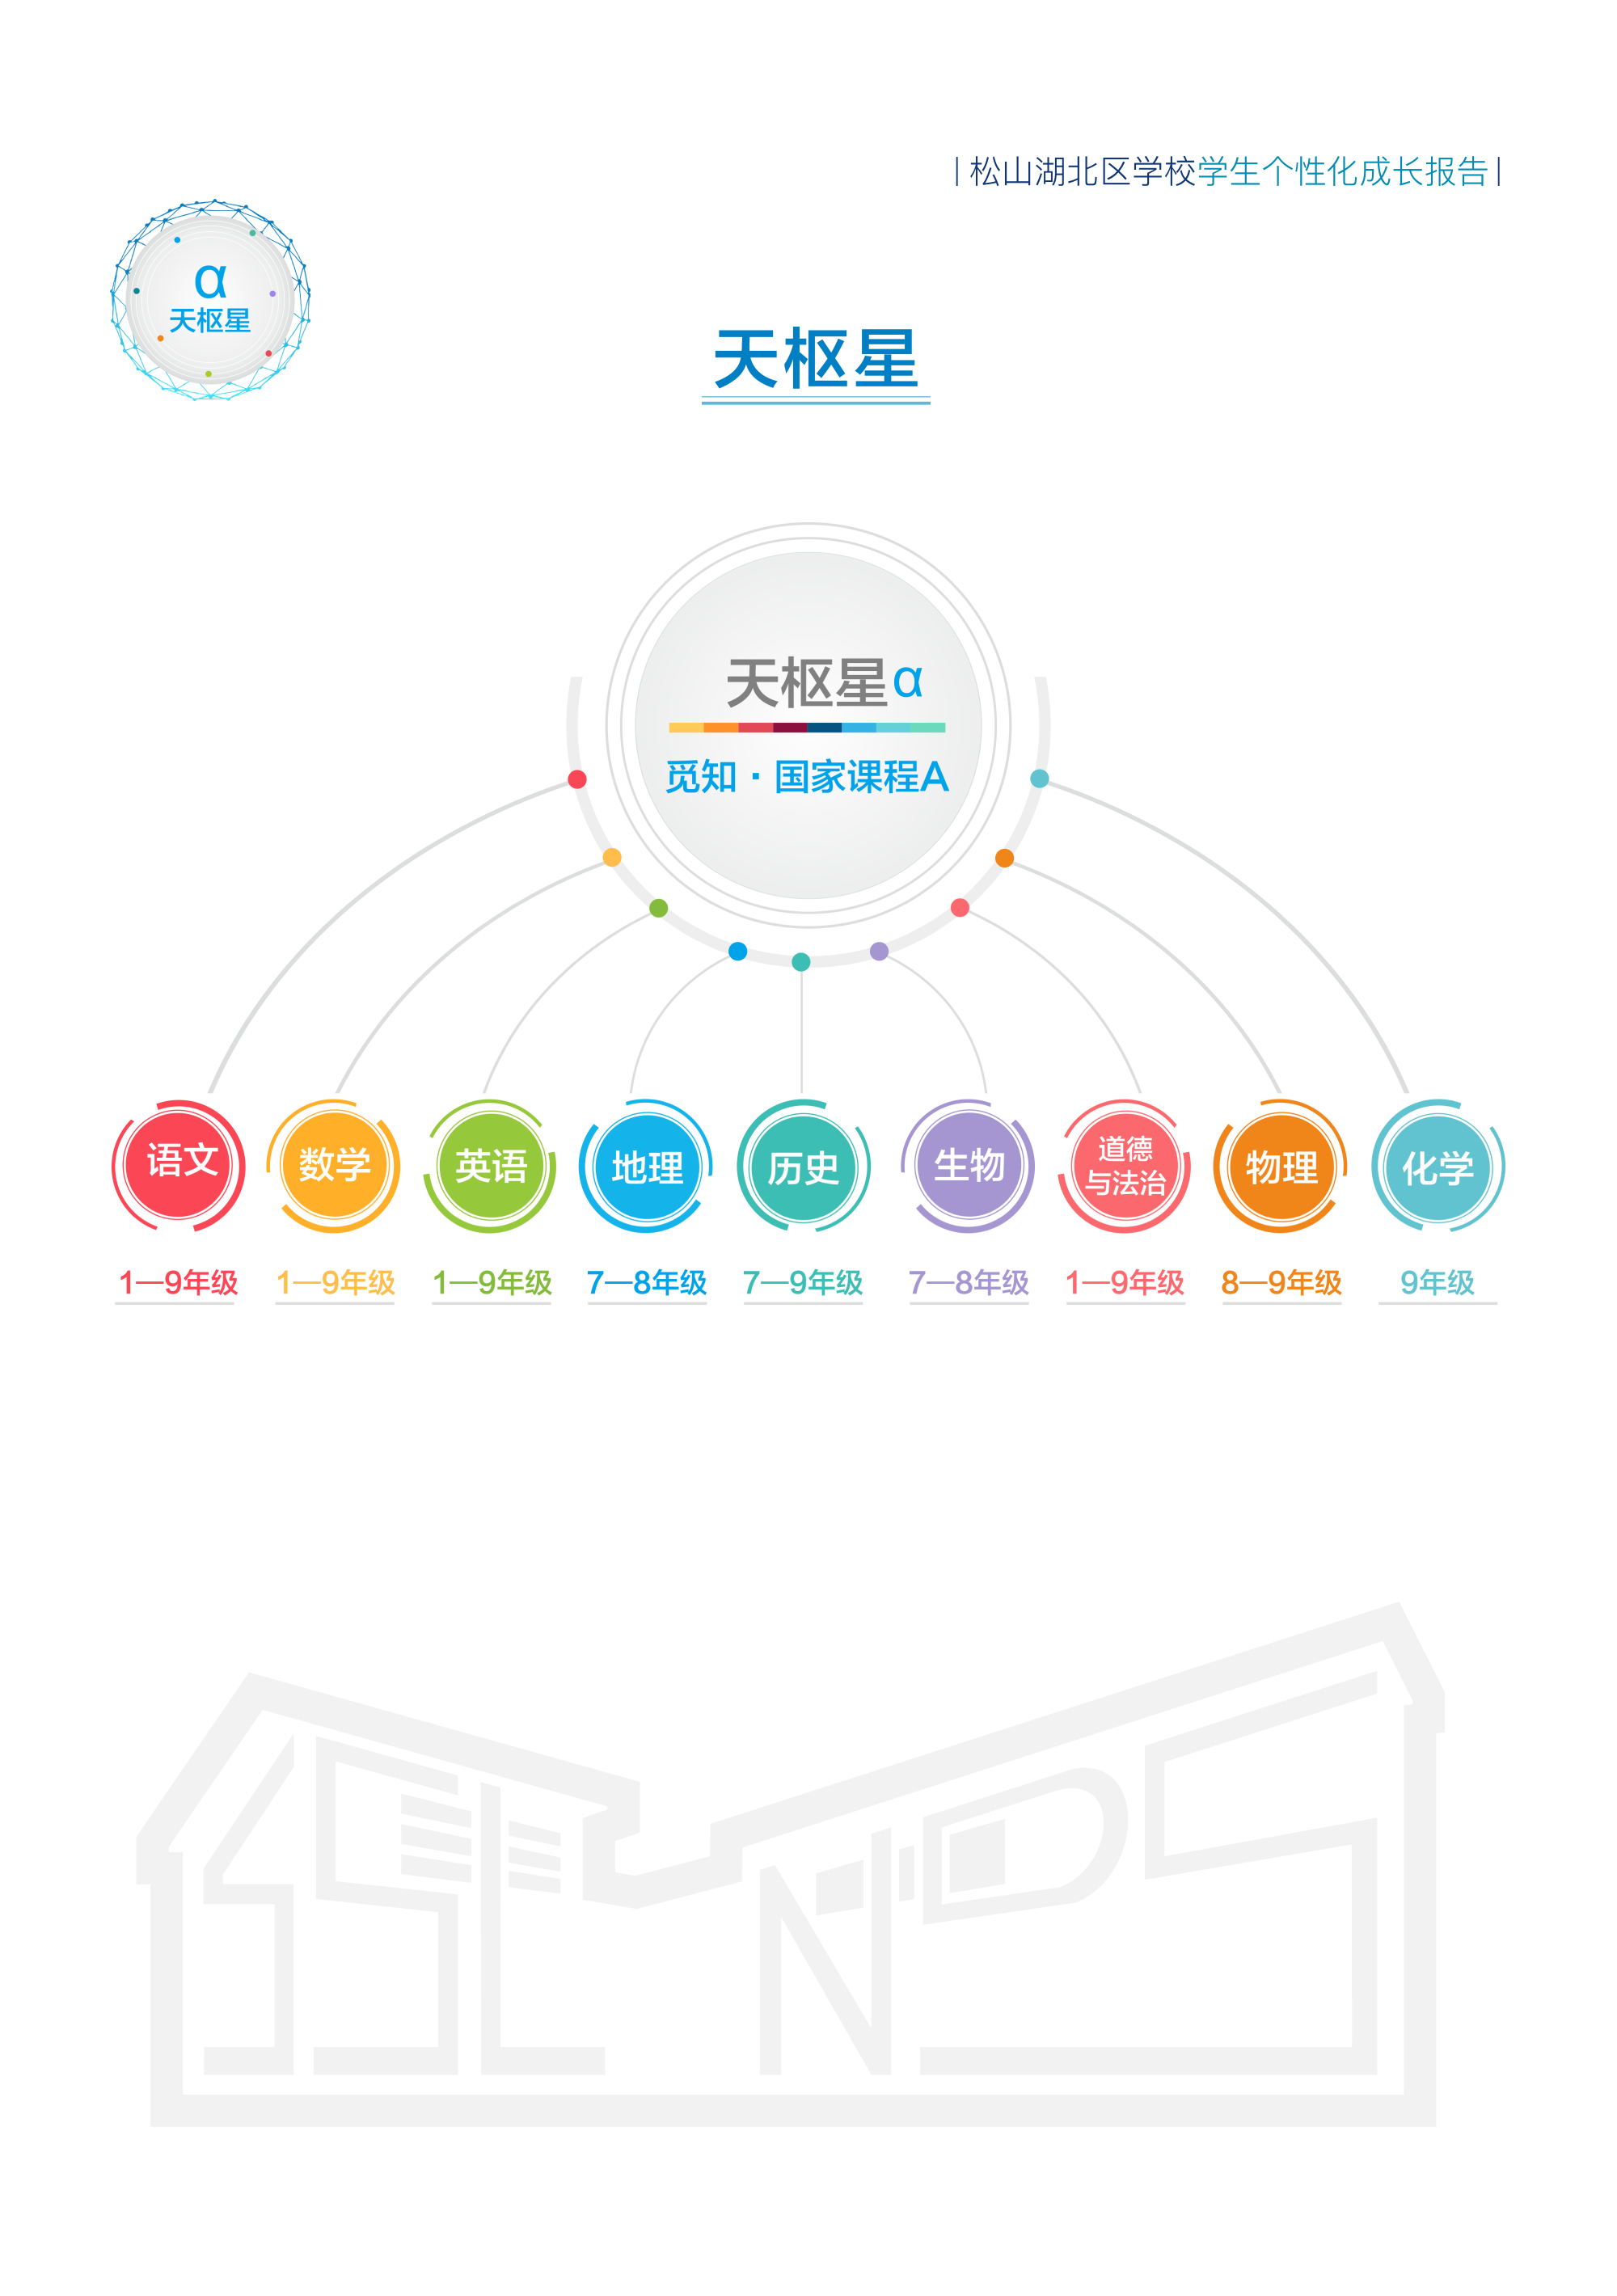 |松山湖北区学校学生个性化成长报告|
α
天枢星
天枢星
天枢星α
觅知·国家课程A
语文
数学
英语
地理
历史
生物
道德
与法治
物理
化学
1—9年级
1—9年级
1—9年级
7—8年级
7—9年级
7—8年级
1—9年级
8—9年级
9年级